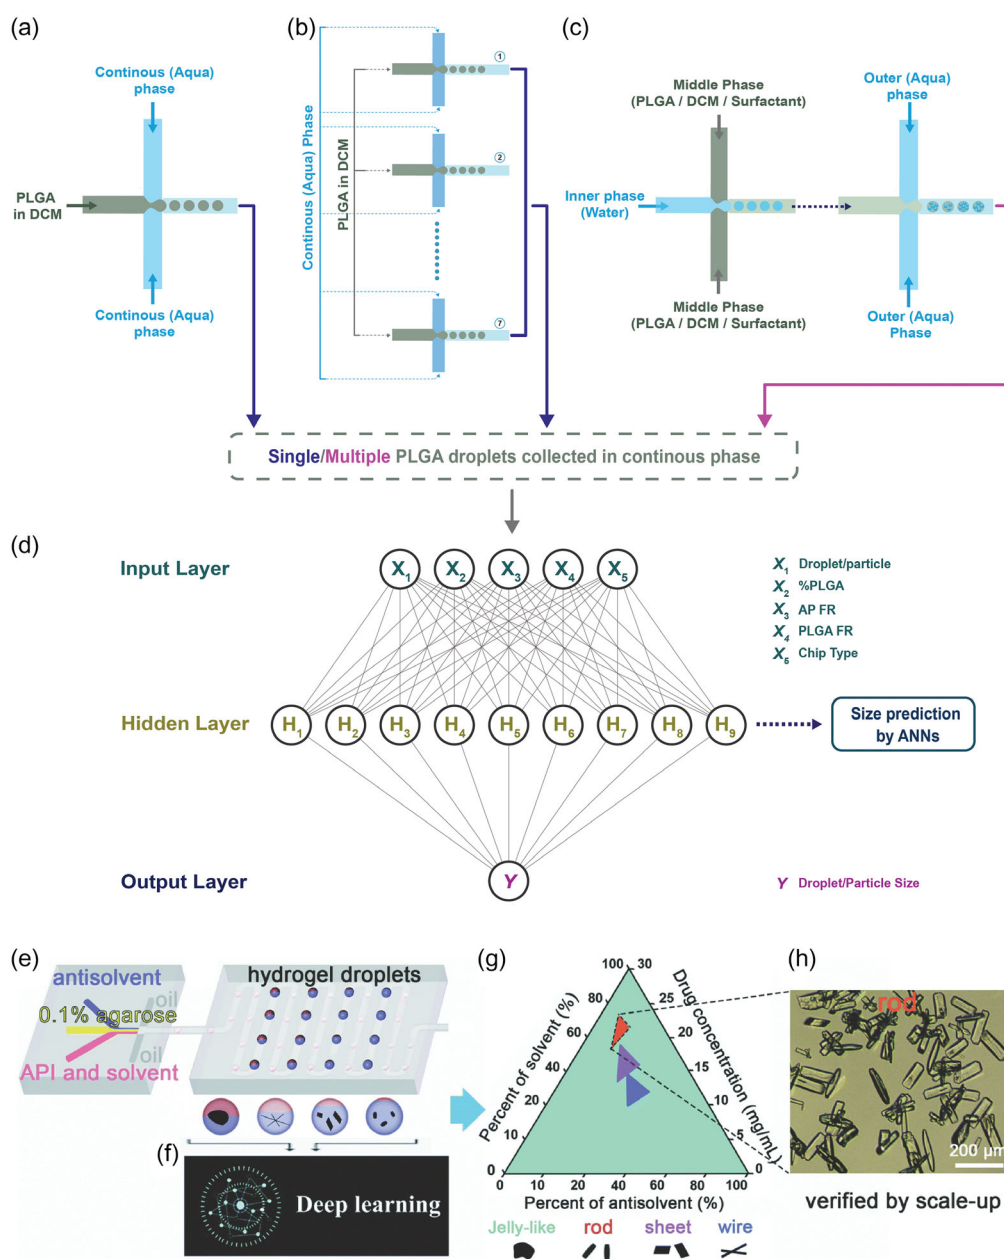 (a)
Continous (Aqua)
phase
PLGA
in DCM
Continous (Aqua)
phase
(b)
Continous (Aqua) Phase
PLGA in DCM
1
2
7
(c)
Middle Phase
(PLGA / DCM / Surfactant)
Outer (Aqua)
phase
Inner phase
(Water)
Middle Phase
(PLGA / DCM / Surfactant)
Outer (Aqua)
Phase
Single/Multiple PLGA droplets collected in continous phase
(d)
Input Layer
X1 X2 X3 X4 X5
X1 Droplet/particle
X2 %PLGA
X3 AP FR
X4 PLGA FR
X5 Chip Type
Hidden Layer
H1 H2 H3 H4 H5 H6 H7 H8 H9
Size prediction
by ANNs
Output Layer
Y
Y Droplet/Particle Size
(e)
antisolvent
0.1% agarose
API and solvent
oil
oil
hydrogel droplets
(f)
Deep learning
(g)
Percent of solvent (%)
0 10 20 40 60 80 100
Drug concentration (mg/mL)
30 25 20 15 10 5 0
0 10 20 40 60 80 100
Percent of antisolvent (%)
Jelly-like rod sheet wire
(h)
rod
200 μm
verified by scale-up